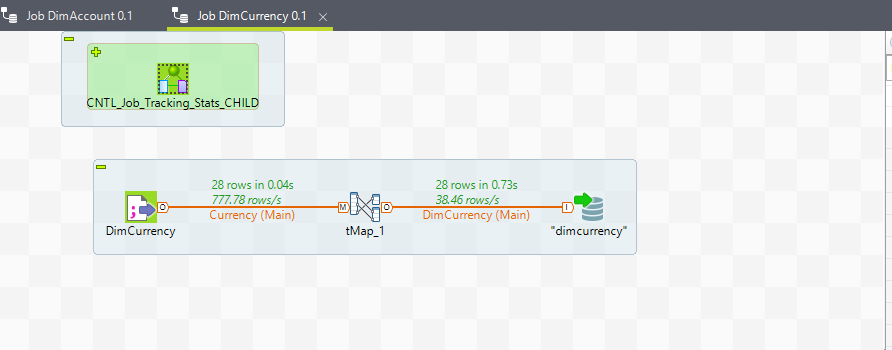 Job DimAccount 0.1
Job DimCurrency 0.1
CNTL_Job_Tracking_Stats_CHILD
28 rows in 0.04s
777.78 rows/s
Currency (Main)
28 rows in 0.73s
38.46 rows/s
DimCurrency (Main)
O
M
O
I
DimCurrency
tMap_1
"dimcurrency"